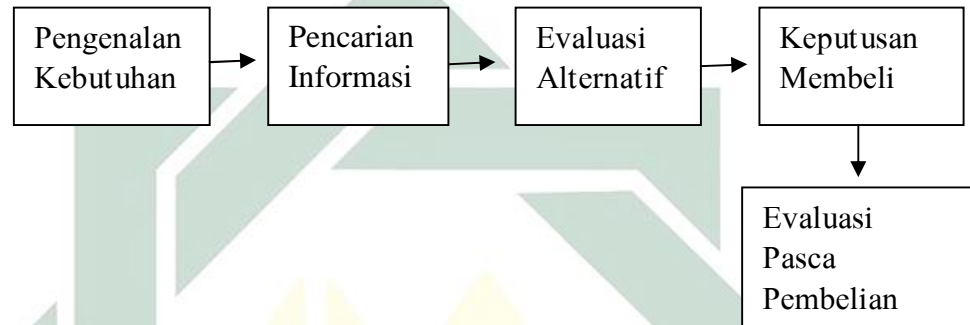 Pengenalan
Kebutuhan
Pencarian
Informasi
Evaluasi
Alternatif
Keputusan
Membeli
Evaluasi
Pasca
Pembelian